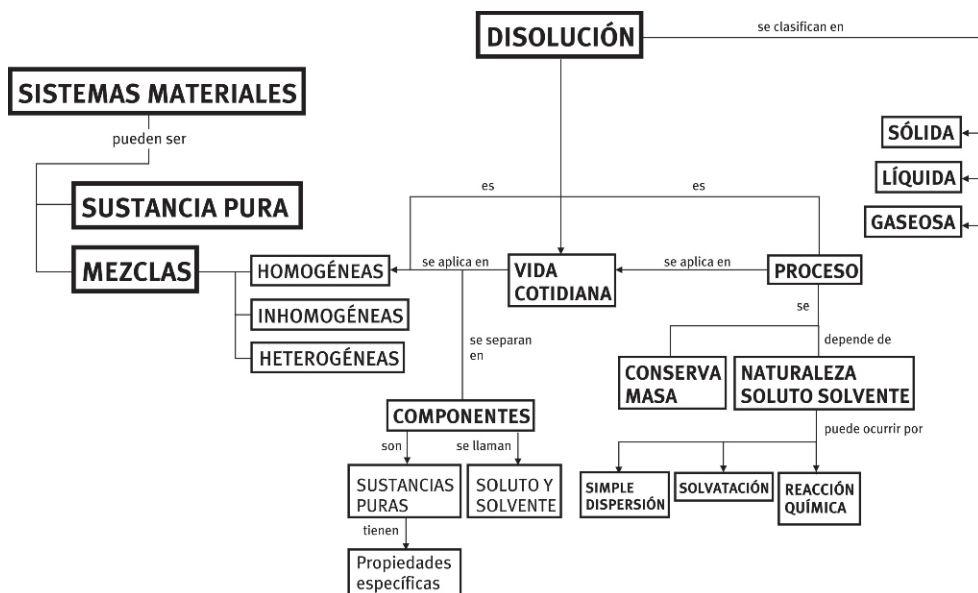 DISOLUCIÓN
se clasifican en
SISTEMAS MATERIALES
pueden ser
SÓLIDA
LÍQUIDA
GASEOSA
SUSTANCIA PURA
MEZCLAS
es
es
HOMOGÉNEAS
INHOMOGÉNEAS
HETEROGÉNEAS
se aplica en
VIDA
COTIDIANA
se aplica en
PROCESO
se
se separan
en
depende de
CONSERVA
MASA
NATURALEZA
SOLUTO SOLVENTE
COMPONENTES
puede ocurrir por
son
se llaman
SUSTANCIAS
PURAS
SOLUTO Y
SOLVENTE
SIMPLE
DISPERSIÓN
SOLVATACIÓN
REACCIÓN
QUÍMICA
tienen
Propiedades
específicas